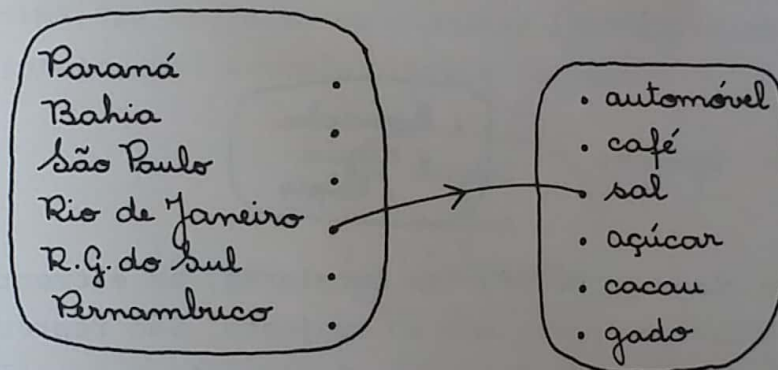 Paraná
Bahia
São Paulo
Rio de Janeiro
R.G. do Sul
Pernambuco
automóvel
café
sal
açúcar
cacau
gado